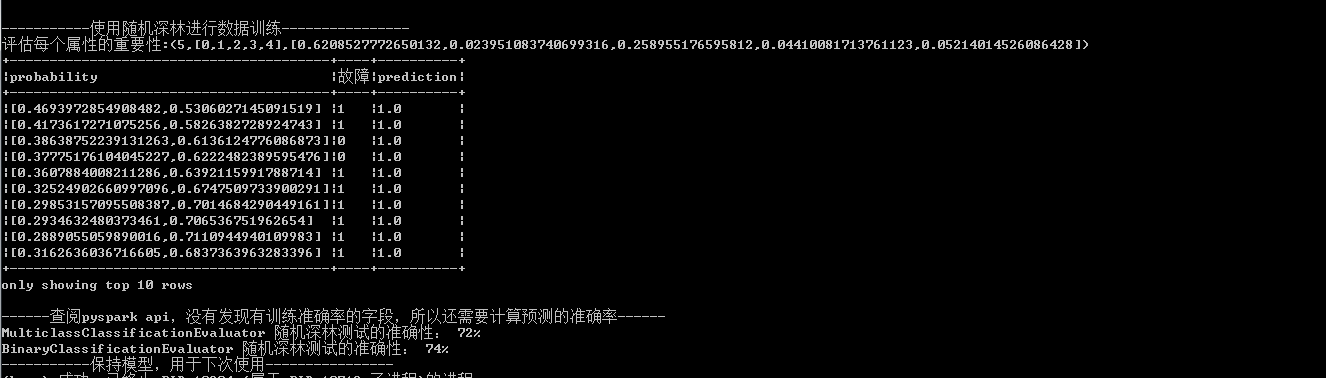 -----------使用随机深林进行数据训练----------------
评估每个属性的重要性:(5,[0,1,2,3,4],[0.6208527772650132,0.023951083740699316,0.258955176595812,0.04410081713761123,0.05214014526086428])
+----------------------------------------+----+----------+
|probability |故障|prediction|
+----------------------------------------+----+----------+
|[0.4693972854908482,0.5306027145091519] |1 |1.0 |
|[0.4173617271075256,0.5826382728924743] |1 |1.0 |
|[0.38638752239131263,0.6136124776086873]|0 |1.0 |
|[0.37775176104045227,0.6222482389595476]|0 |1.0 |
|[0.3607884008211286,0.6392115991788714] |1 |1.0 |
|[0.32524902660997096,0.6747509733900291]|1 |1.0 |
|[0.29853157095508387,0.7014684290449161]|1 |1.0 |
|[0.2934632480373461,0.7065367519626654] |1 |1.0 |
|[0.2889055059890016,0.7110944940109983] |1 |1.0 |
|[0.3162636036716605,0.6837363963283396] |1 |1.0 |
+----------------------------------------+----+----------+
only showing top 10 rows
------查阅pyspark api，没有发现有训练准确率的字段，所以还需要计算预测的准确率------
MulticlassClassificationEvaluator 随机深林测试的准确性： 72%
BinaryClassificationEvaluator 随机深林测试的准确性： 74%
-----------保持模型，用于下次使用----------------